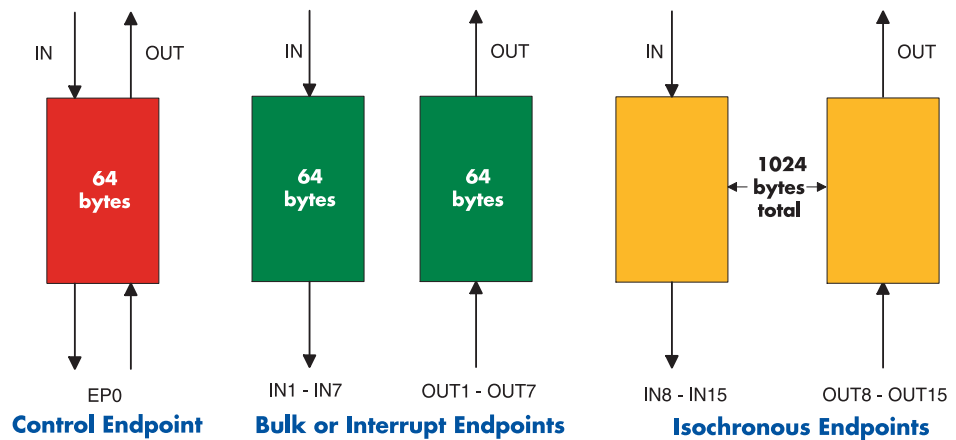 IN
OUT
IN
OUT
IN
OUT
64
bytes
64
bytes
64
bytes
1024
bytes
total
EP0
IN1 - IN7
OUT1 - OUT7
IN8 - IN15
OUT8 - OUT15
Control Endpoint
Bulk or Interrupt Endpoints
Isochronous Endpoints